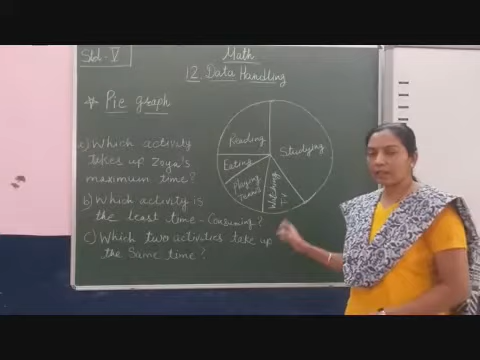 Std-V
Math
12. Data Handling
Pie graph
a) Which activity
takes up Zoya's
maximum time?
b) Which activity is
the least time-Consuming?
c) Which two activities take up
the Same time?
Reading
Studying
Eating
Playing
Watching
TV